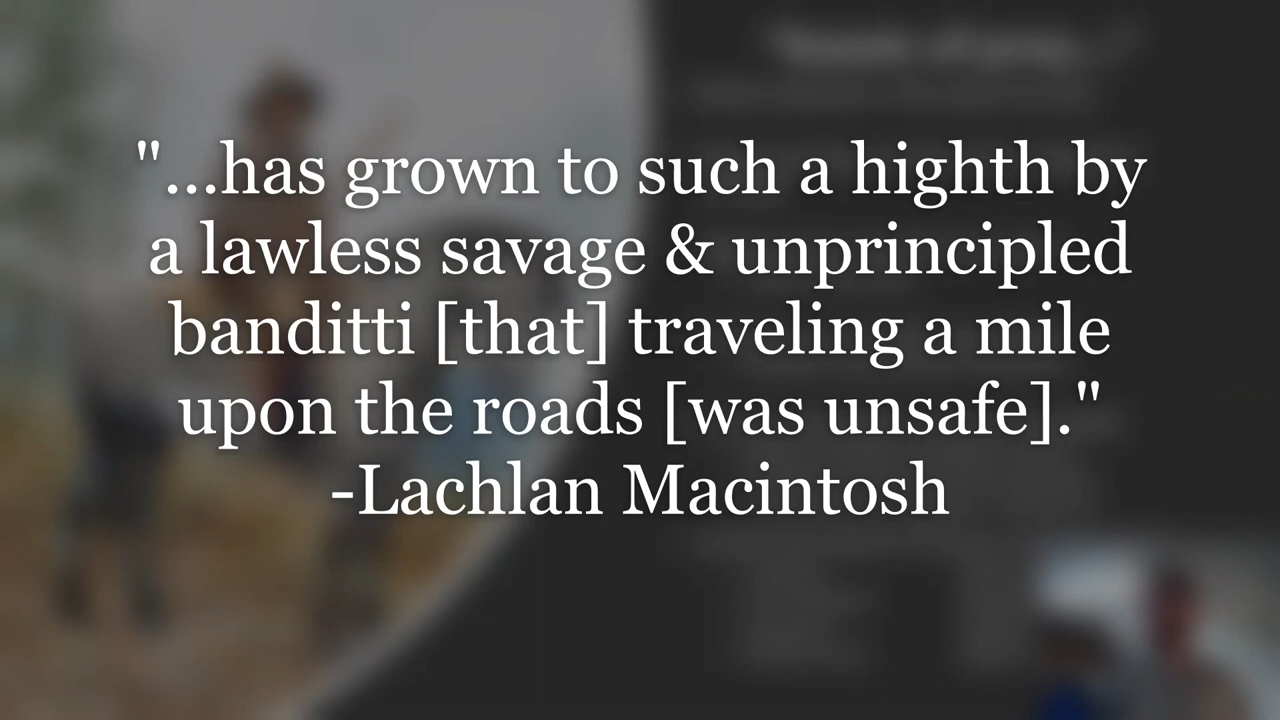 "...has grown to such a highth by
a lawless savage & unprincipled
banditti [that] traveling a mile
upon the roads [was unsafe]."
-Lachlan Macintosh